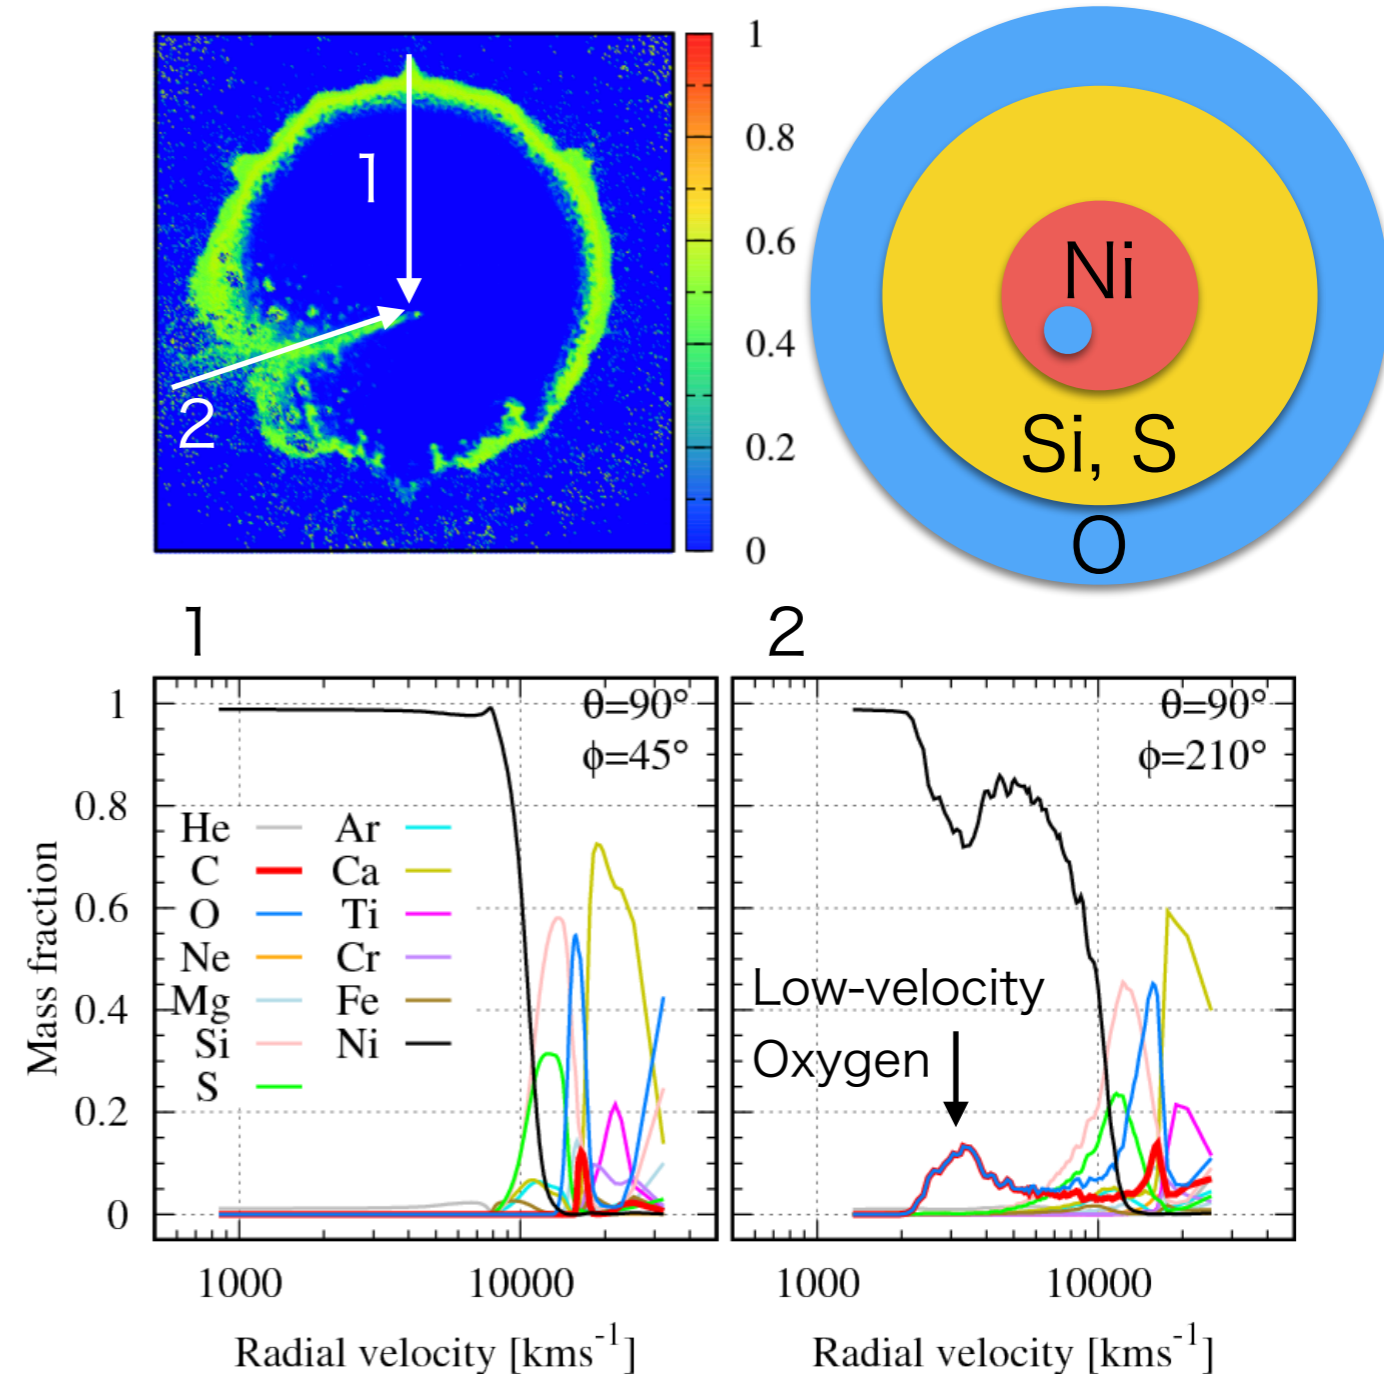 1
0.8
0.6
0.4
0.2
0
1
2
Ni
Si, S
O
1
2
θ=90°
ϕ=45°
θ=90°
ϕ=210°
1
0.8
0.6
0.4
0.2
0
Mass fraction
He
Ar
C
Ca
O
Ti
Ne
Cr
Mg
Fe
Si
Ni
S
Low-velocity
Oxygen
1000
10000
1000
10000
Radial velocity [kms⁻¹]
Radial velocity [kms⁻¹]